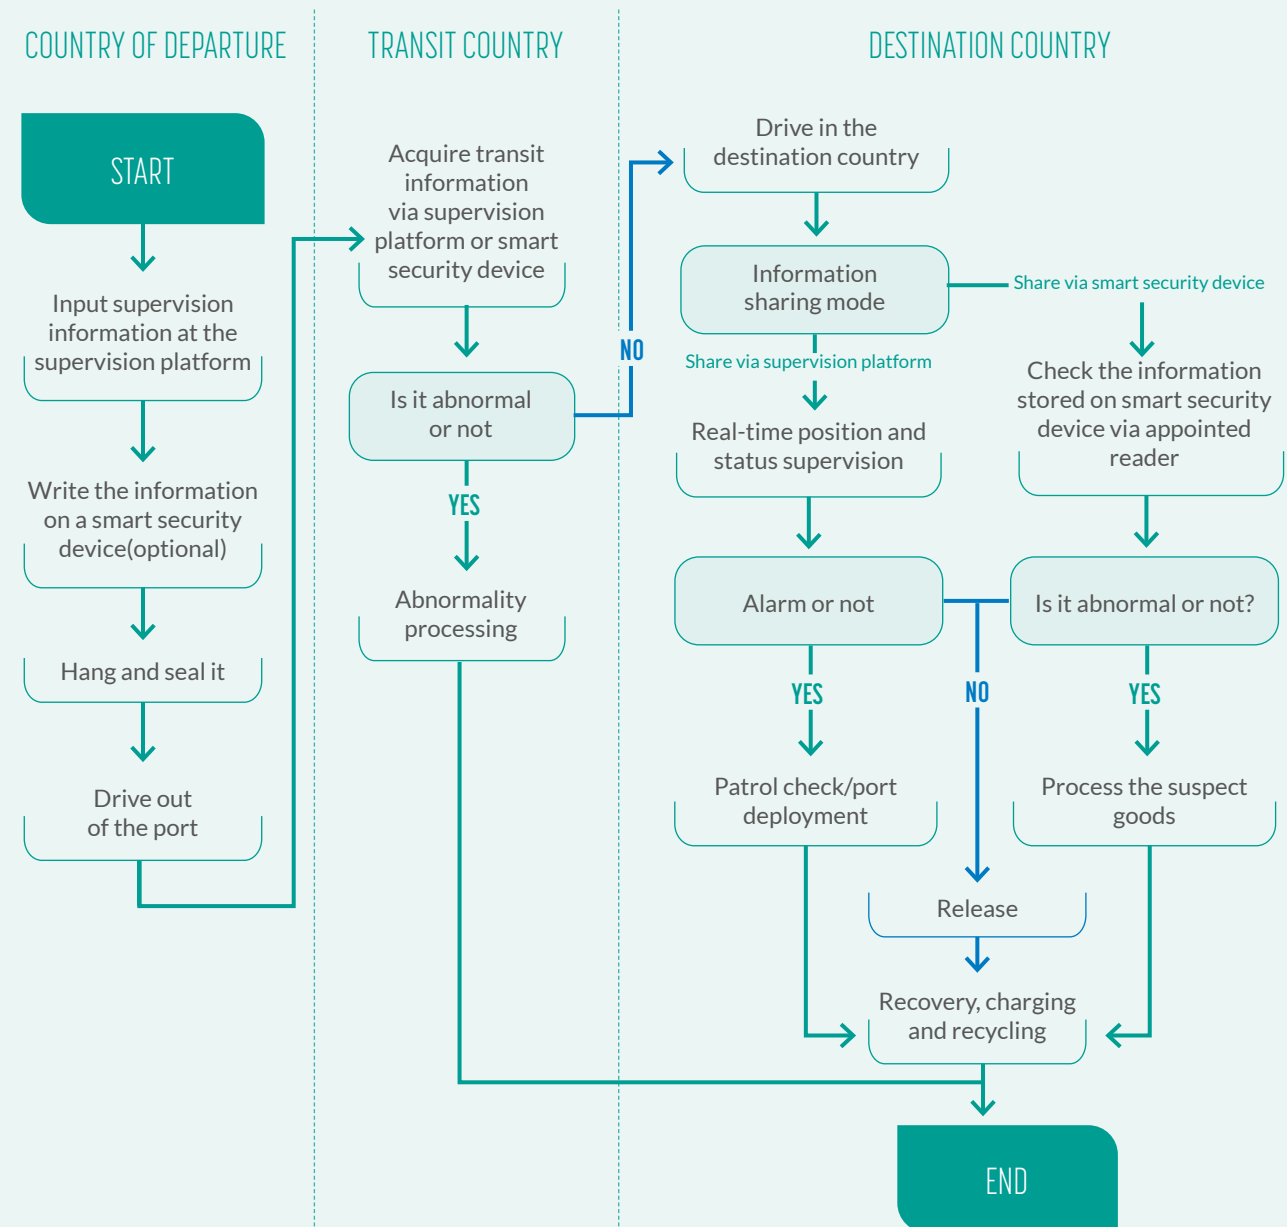 COUNTRY OF DEPARTURE
START
Input supervision
information at the
supervision platform
Write the information
on a smart security
device(optional)
Hang and seal it
Drive out
of the port
TRANSIT COUNTRY
Acquire transit
information
via supervision
platform or smart
security device
Is it abnormal
or not
NO
YES
Abnormality
processing
DESTINATION COUNTRY
Drive in the
destination country
Information
sharing mode
Share via smart security device
Share via supervision platform
Real-time position and
status supervision
Check the information
stored on smart security
device via appointed
reader
Alarm or not
Is it abnormal or not?
YES
NO
YES
Patrol check/port
deployment
Process the suspect
goods
Release
Recovery, charging
and recycling
END